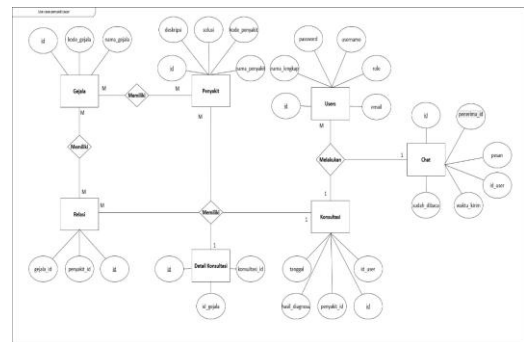 deskripsi
solusi
kode_penyakit
id
kode_gejala
nama_gejala
password
username
id
nama_penyakit
nama_lengkap
role
Gejala
M
Memiliki
M
Penyakit
id
Users
email
M
M
M
id
penerima_id
Memiliki
Melakukan
1
Chat
pesan
id_user
M
1
sudah_dibaca
waktu_kirim
Relasi
M
Memiliki
1
Konsultasi
1
gejala_id
penyakit_id
id
id
Detail Konsultasi
konsultasi_id
tanggal
id_user
id_gejala
hasil_diagnosa
penyakit_id
id